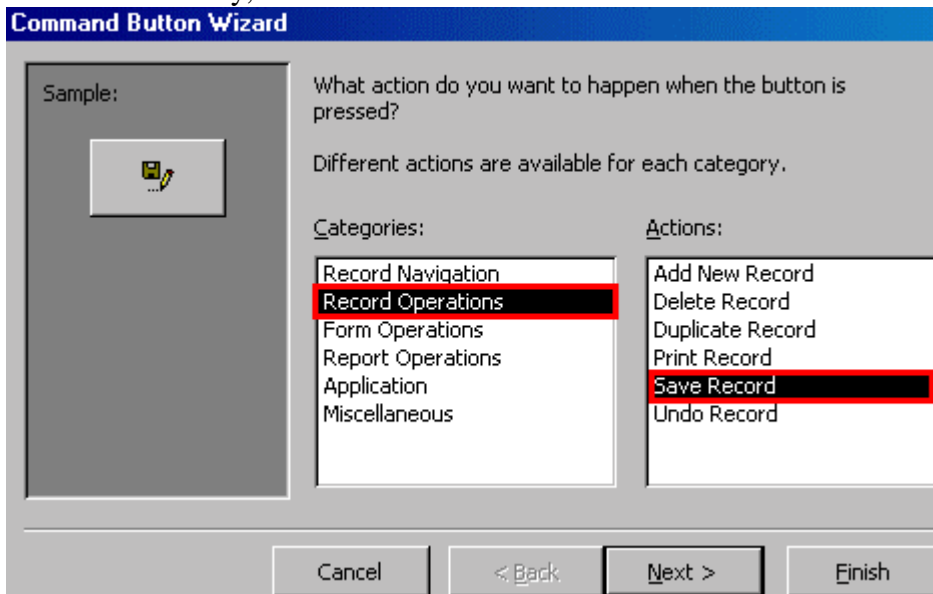 Command Button Wizard
Sample:
What action do you want to happen when the button is
pressed?
Different actions are available for each category.
Categories:
Record Navigation
Record Operations
Form Operations
Report Operations
Application
Miscellaneous
Actions:
Add New Record
Delete Record
Duplicate Record
Print Record
Save Record
Undo Record
Cancel
< Back
Next >
Finish